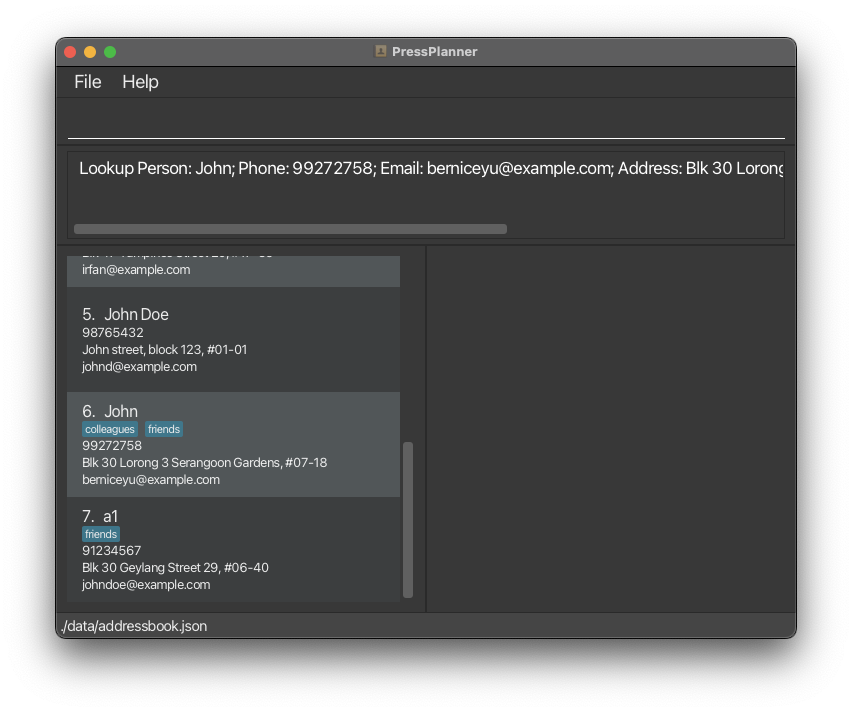 PressPlanner
File Help
Lookup Person: John; Phone: 99272758; Email: berniceyu@example.com; Address: Blk 30 Lorong
irfan@example.com
5. John Doe
98765432
John street, block 123, #01-01
johnd@example.com
6. John
colleagues friends
99272758
Blk 30 Lorong 3 Serangoon Gardens, #07-18
berniceyu@example.com
7. a1
friends
91234567
Blk 30 Geylang Street 29, #06-40
johndoe@example.com
./data/addressbook.json